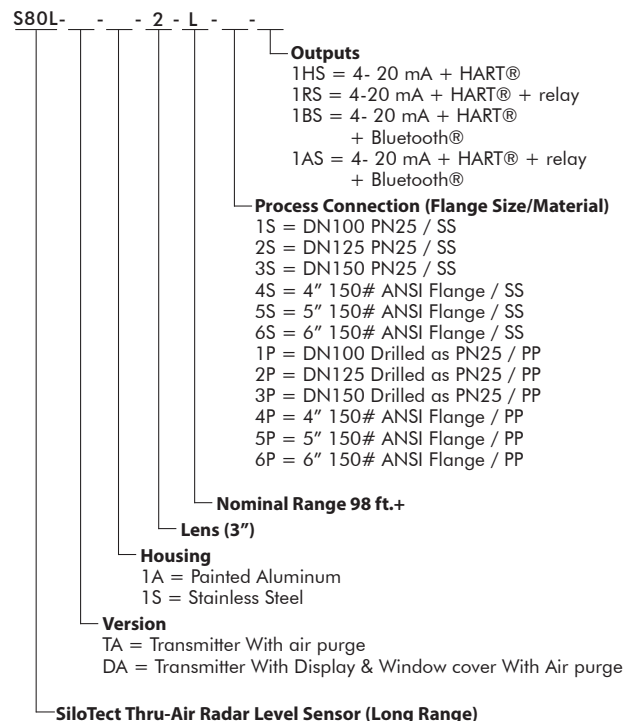 S80L- - - 2 - L - -
Outputs
1HS = 4- 20 mA + HART®
1RS = 4-20 mA + HART® + relay
1BS = 4- 20 mA + HART®
+ Bluetooth®
1AS = 4- 20 mA + HART® + relay
+ Bluetooth®
Process Connection (Flange Size/Material)
1S = DN100 PN25 / SS
2S = DN125 PN25 / SS
3S = DN150 PN25 / SS
4S = 4” 150# ANSI Flange / SS
5S = 5” 150# ANSI Flange / SS
6S = 6” 150# ANSI Flange / SS
1P = DN100 Drilled as PN25 / PP
2P = DN125 Drilled as PN25 / PP
3P = DN150 Drilled as PN25 / PP
4P = 4” 150# ANSI Flange / PP
5P = 5” 150# ANSI Flange / PP
6P = 6” 150# ANSI Flange / PP
Nominal Range 98 ft.+
Lens (3”)
Housing
1A = Painted Aluminum
1S = Stainless Steel
Version
TA = Transmitter With air purge
DA = Transmitter With Display & Window cover With Air purge
SiloTect Thru-Air Radar Level Sensor (Long Range)